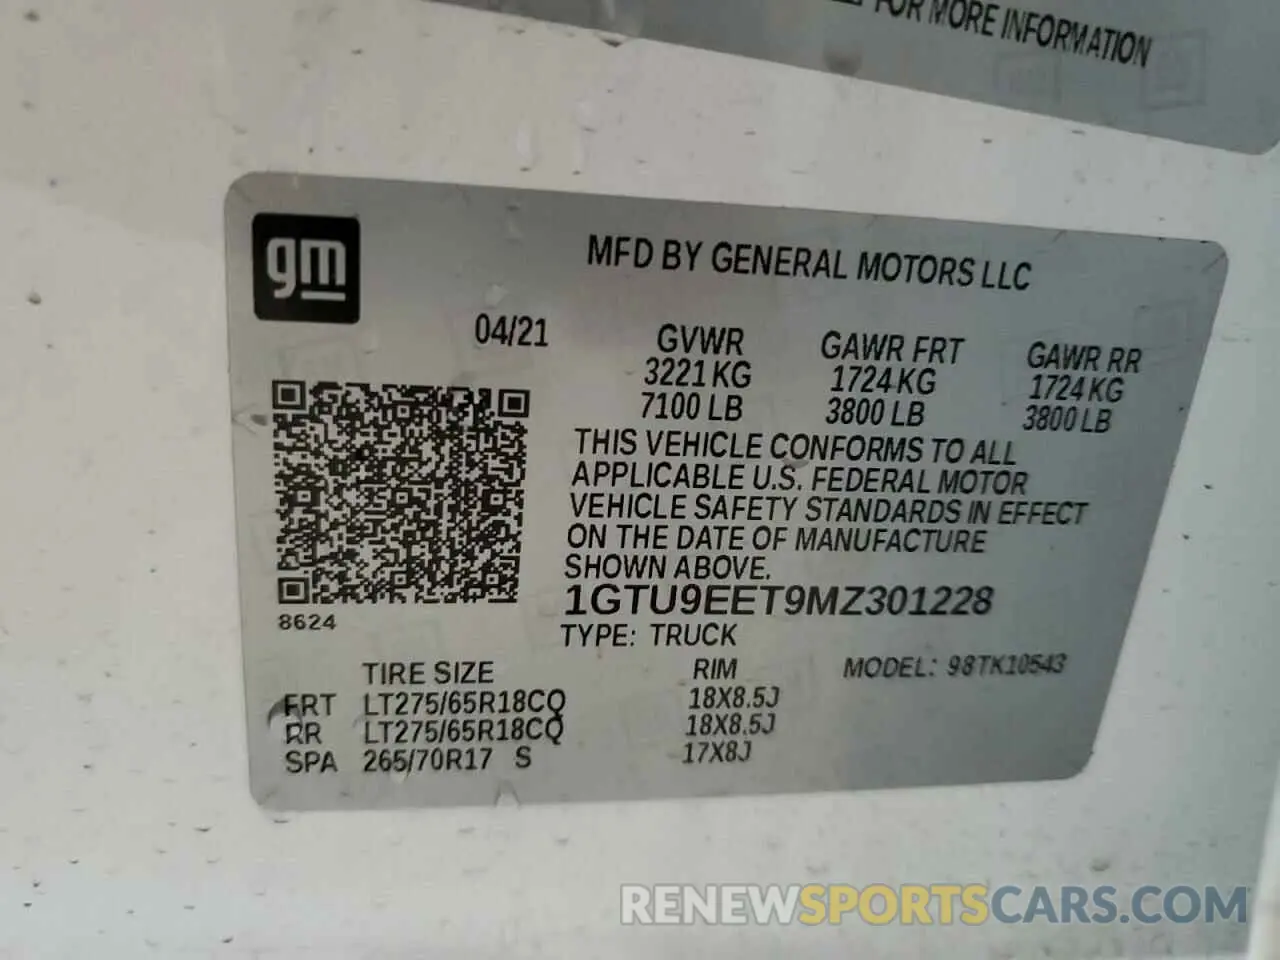 FOR MORE INFORMATION
gm
MFD BY GENERAL MOTORS LLC
04/21
GVWR GAWR FRT GAWR RR
3221 KG 1724 KG 1724 KG
7100 LB 3800 LB 3800 LB
THIS VEHICLE CONFORMS TO ALL
APPLICABLE U.S. FEDERAL MOTOR
VEHICLE SAFETY STANDARDS IN EFFECT
ON THE DATE OF MANUFACTURE
SHOWN ABOVE.
1GTU9EET9MZ301228
8624
TYPE: TRUCK
TIRE SIZE RIM MODEL: 98TK10543
FRT LT275/65R18CQ 18X8.5J
RR LT275/65R18CQ 18X8.5J
SPA 265/70R17 S 17X8J
RENEWSPORTSCARS.COM